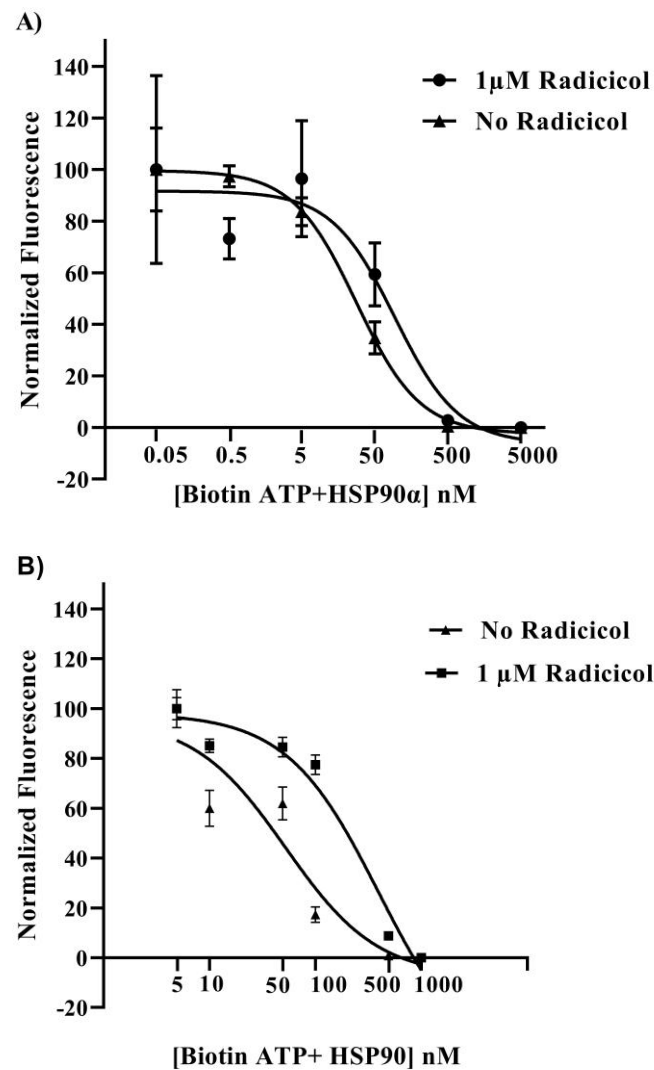 A)
140
120
100
80
60
40
20
0
-20
Normalized Fluorescence
1μM Radicicol
No Radicicol
0.05 0.5 5 50 500 5000
[Biotin ATP+HSP90α] nM
B)
140
120
100
80
60
40
20
0
-20
Normalized Fluorescence
No Radicicol
1 μM Radicicol
5 10 50 100 500 1000
[Biotin ATP+ HSP90] nM